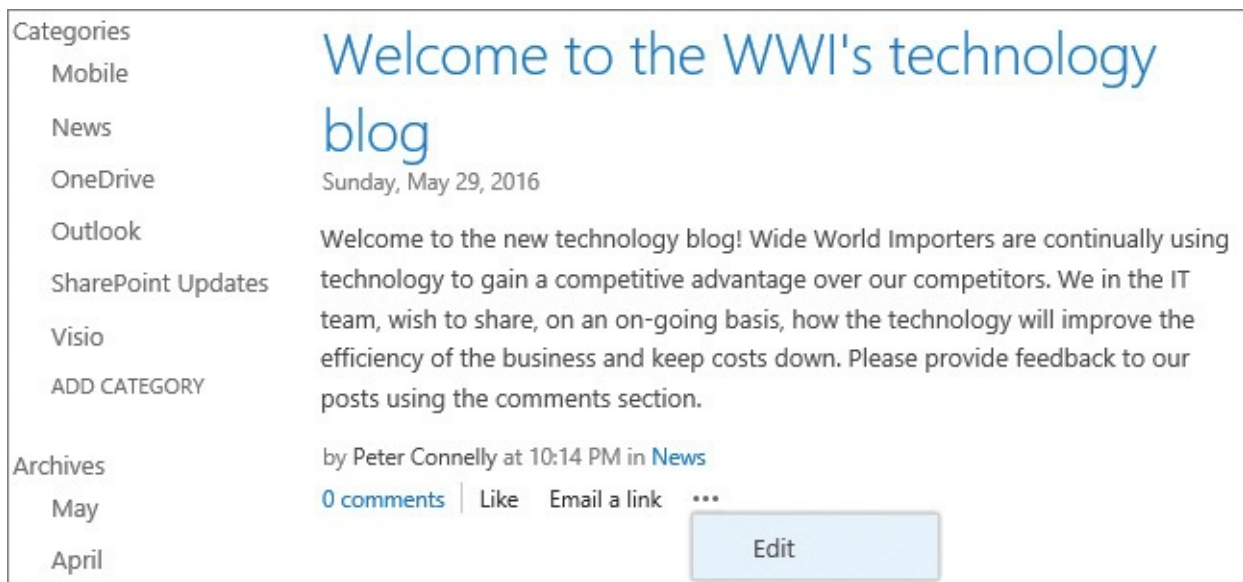 Categories
Mobile
News
OneDrive
Outlook
SharePoint Updates
Visio
ADD CATEGORY
Archives
May
April
Welcome to the WWI's technology
blog
Sunday, May 29, 2016
Welcome to the new technology blog! Wide World Importers are continually using
technology to gain a competitive advantage over our competitors. We in the IT
team, wish to share, on an on-going basis, how the technology will improve the
efficiency of the business and keep costs down. Please provide feedback to our
posts using the comments section.
by Peter Connelly at 10:14 PM in News
0 comments Like Email a link •••
Edit